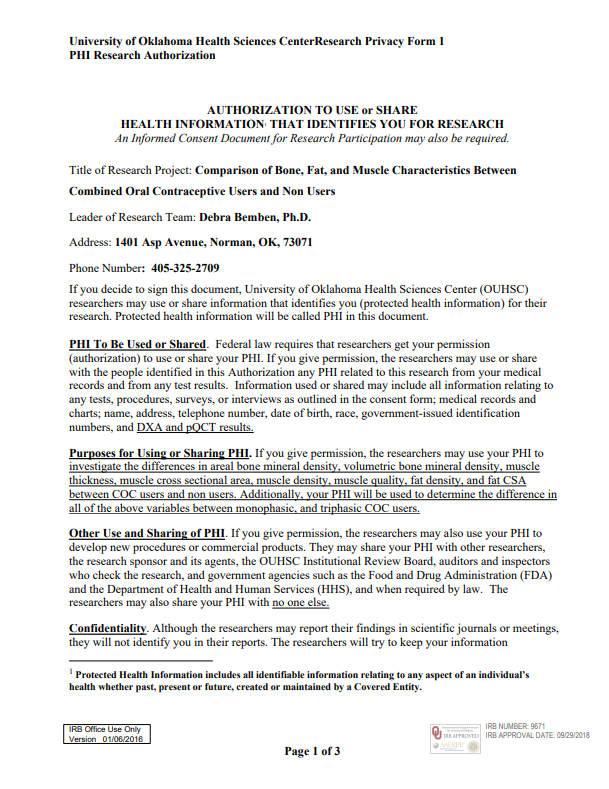 University of Oklahoma Health Sciences CenterResearch Privacy Form 1
PHI Research Authorization
AUTHORIZATION TO USE or SHARE
HEALTH INFORMATION1 THAT IDENTIFIES YOU FOR RESEARCH
An Informed Consent Document for Research Participation may also be required.
Title of Research Project: Comparison of Bone, Fat, and Muscle Characteristics Between
Combined Oral Contraceptive Users and Non Users
Leader of Research Team: Debra Bemben, Ph.D.
Address: 1401 Asp Avenue, Norman, OK, 73071
Phone Number: 405-325-2709
If you decide to sign this document, University of Oklahoma Health Sciences Center (OUHSC)
researchers may use or share information that identifies you (protected health information) for their
research. Protected health information will be called PHI in this document.
PHI To Be Used or Shared. Federal law requires that researchers get your permission
(authorization) to use or share your PHI. If you give permission, the researchers may use or share
with the people identified in this Authorization any PHI related to this research from your medical
records and from any test results. Information used or shared may include all information relating to
any tests, procedures, surveys, or interviews as outlined in the consent form; medical records and
charts; name, address, telephone number, date of birth, race, government-issued identification
numbers, and DXA and pQCT results.
Purposes for Using or Sharing PHI. If you give permission, the researchers may use your PHI to
investigate the differences in areal bone mineral density, volumetric bone mineral density, muscle
thickness, muscle cross sectional area, muscle density, muscle quality, fat density, and fat CSA
between COC users and non users. Additionally, your PHI will be used to determine the difference in
all of the above variables between monophasic, and triphasic COC users.
Other Use and Sharing of PHI. If you give permission, the researchers may also use your PHI to
develop new procedures or commercial products. They may share your PHI with other researchers,
the research sponsor and its agents, the OUHSC Institutional Review Board, auditors and inspectors
who check the research, and government agencies such as the Food and Drug Administration (FDA)
and the Department of Health and Human Services (HHS), and when required by law. The
researchers may also share your PHI with no one else.
Confidentiality. Although the researchers may report their findings in scientific journals or meetings,
they will not identify you in their reports. The researchers will try to keep your information
1 Protected Health Information includes all identifiable information relating to any aspect of an individual's
health whether past, present or future, created or maintained by a Covered Entity.
IRB Office Use Only
Version 01/06/2016
IRB APPROVED
IRB NUMBER: 9671
IRB APPROVAL DATE: 09/29/2018
Page 1 of 3